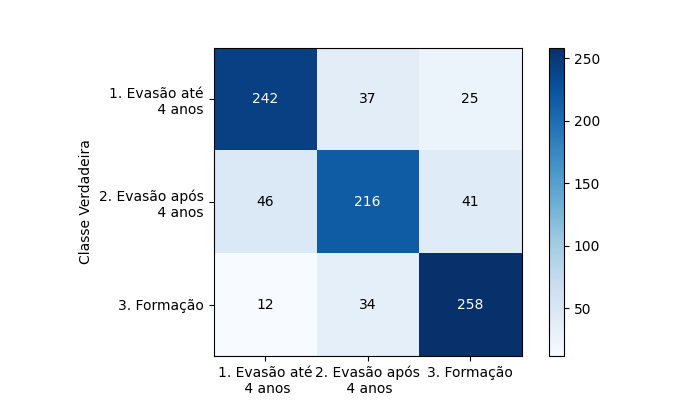 Classe Verdadeira
1. Evasão até
4 anos
242 37 25
2. Evasão após
4 anos
46 216 41
3. Formação
12 34 258
1. Evasão até 2. Evasão após 3. Formação
4 anos 4 anos
250
200
150
100
50